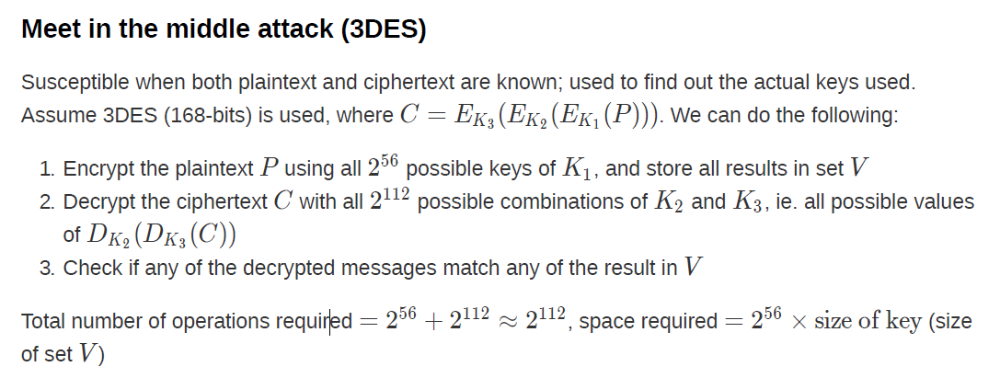 Meet in the middle attack (3DES)
Susceptible when both plaintext and ciphertext are known; used to find out the actual keys used.
Assume 3DES (168-bits) is used, where $C = E_{K_3}(E_{K_2}(E_{K_1}(P)))$. We can do the following:
1. Encrypt the plaintext $P$ using all $2^{56}$ possible keys of $K_1$, and store all results in set $V$
2. Decrypt the ciphertext $C$ with all $2^{112}$ possible combinations of $K_2$ and $K_3$, ie. all possible values
of $D_{K_2}(D_{K_3}(C))$
3. Check if any of the decrypted messages match any of the result in $V$
Total number of operations required $= 2^{56} + 2^{112} \approx 2^{112}$, space required $= 2^{56} \times \text{size of key}$ (size
of set $V$)